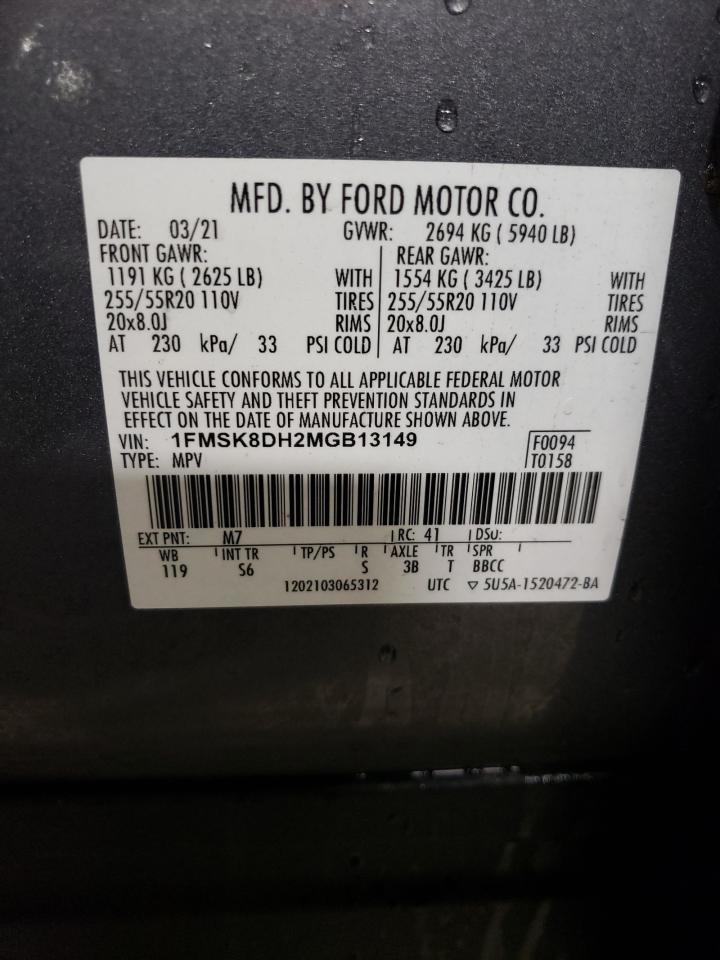 MFD. BY FORD MOTOR CO.
DATE: 03/21 GVWR: 2694 KG ( 5940 LB)
FRONT GAWR: REAR GAWR:
1191 KG ( 2625 LB) WITH 1554 KG ( 3425 LB) WITH
255/55R20 110V TIRES 255/55R20 110V TIRES
20x8.0J RIMS 20x8.0J RIMS
AT 230 kPa/ 33 PSI COLD AT 230 kPa/ 33 PSI COLD
THIS VEHICLE CONFORMS TO ALL APPLICABLE FEDERAL MOTOR
VEHICLE SAFETY AND THEFT PREVENTION STANDARDS IN
EFFECT ON THE DATE OF MANUFACTURE SHOWN ABOVE.
VIN: 1FMSK8DH2MGB13149 F0094
TYPE: MPV T0158
EXT PNT: M7 RC: 41 DSO:
WB INT TR TP/PS R AXLE TR SPR
119 S6 S 3B T BBCC
1202103065312 UTC ▽ 5U5A-1520472-BA